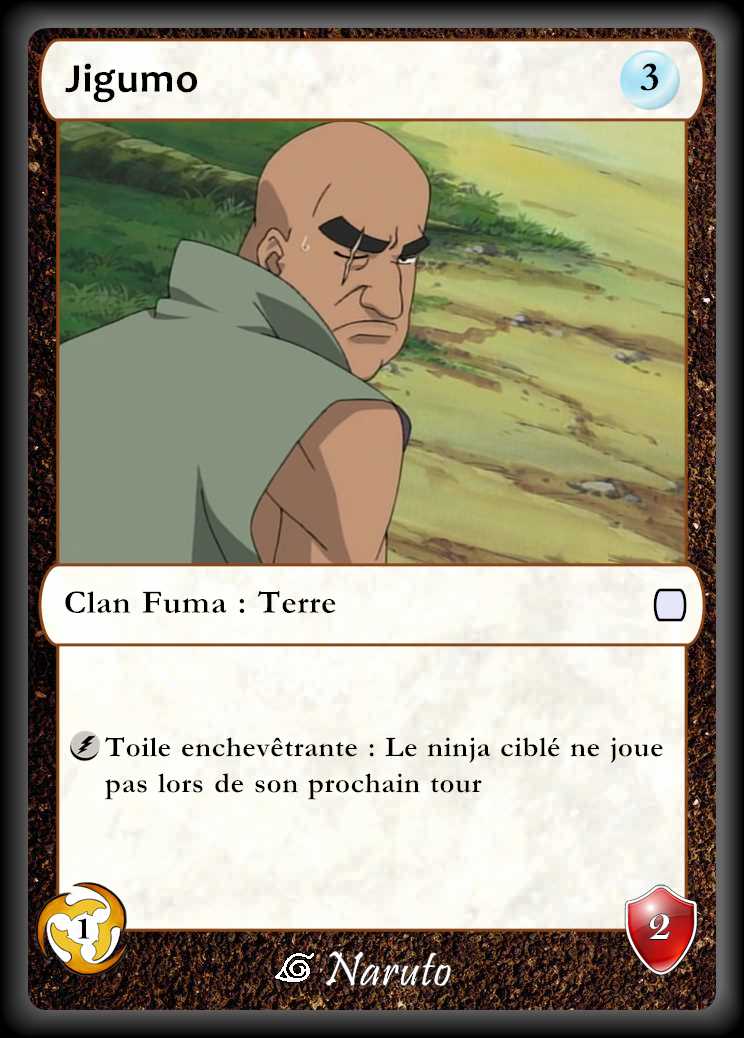 Jigumo
3
Clan Fuma : Terre
Toile enchevêtrante : Le ninja ciblé ne joue
pas lors de son prochain tour
1
2
Naruto